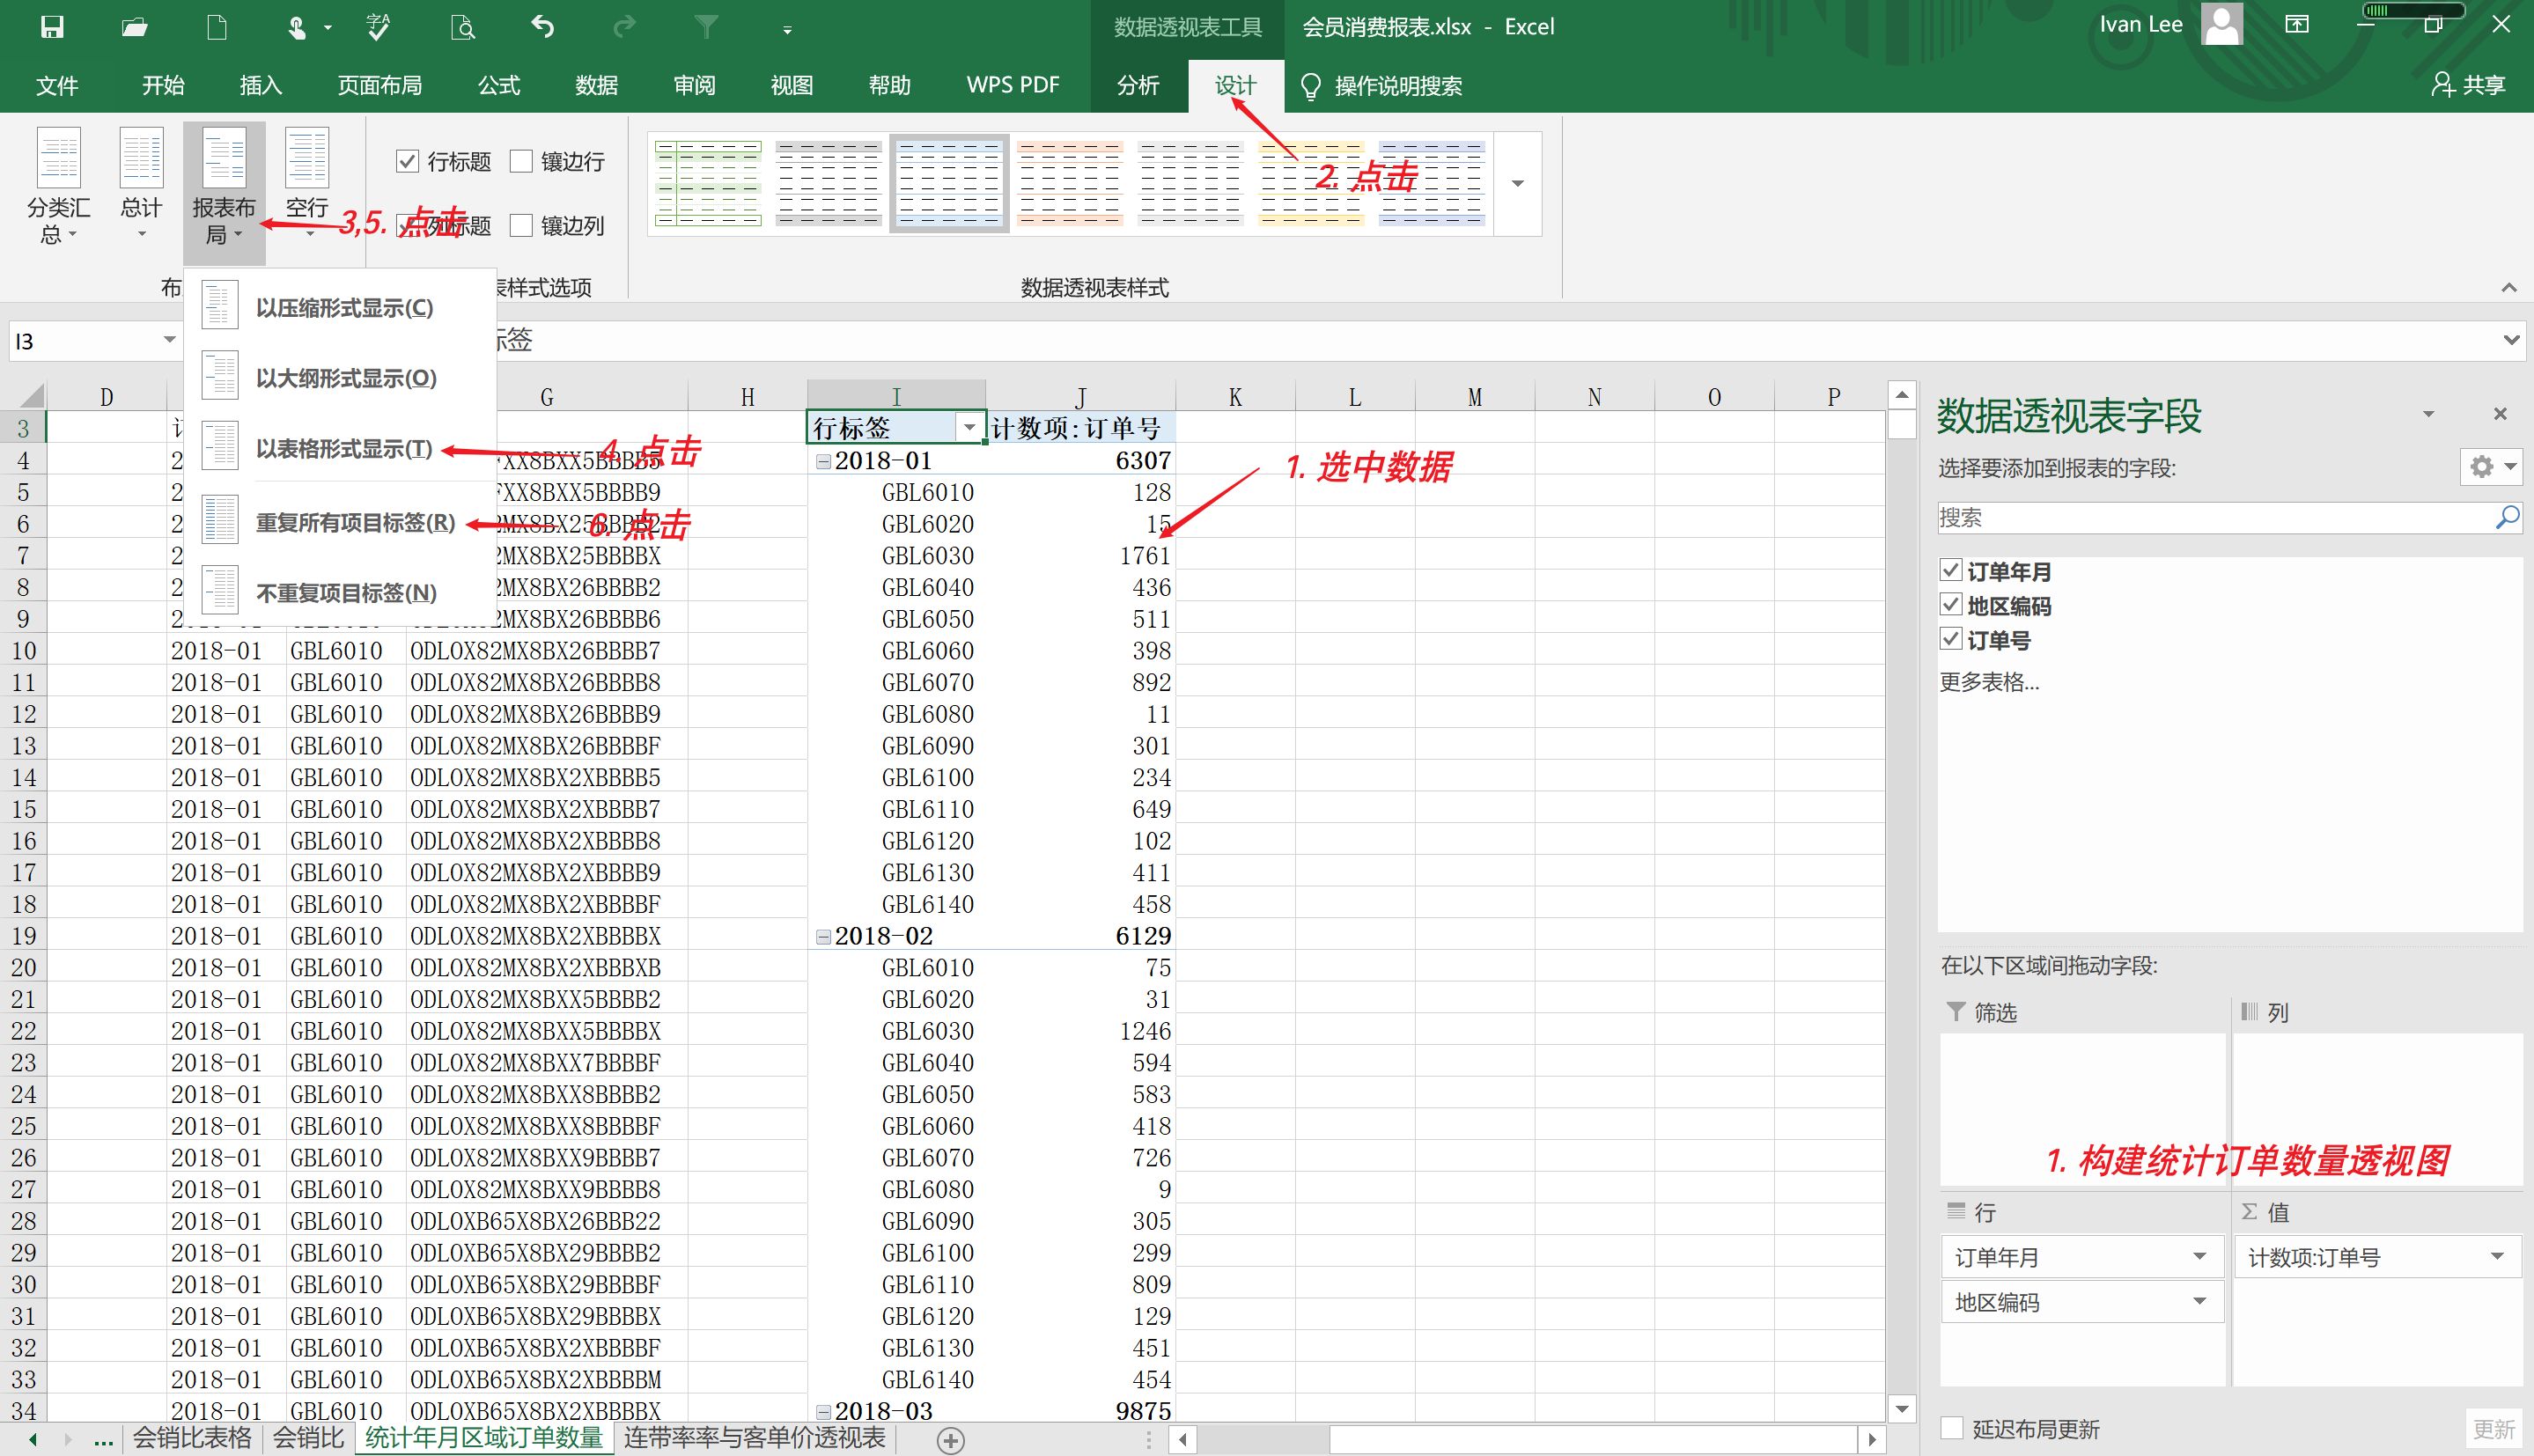 数据透视表工具 会员消费报表.xlsx - Excel Ivan Lee
文件 开始 插入 页面布局 公式 数据 审阅 视图 帮助 WPS PDF 分析 设计 操作说明搜索 共享
分类汇总 总计 报表布局 空行
行标题 镶边行
列标题 镶边列
2. 点击
3,5. 点击
表样式选项 数据透视表样式
以压缩形式显示(C)
以大纲形式显示(O)
以表格形式显示(T)
重复所有项目标签(R)
不重复项目标签(N)
4. 点击
6. 点击
1. 选中数据
I3 标签
D G H I J K L M N O P
3 行标签 计数项:订单号
4 2018-01 6307
5 XX8BXX5BBBB9 GBL6010 128
6 GBL6020 15
7 2MX8BX25BBBBX GBL6030 1761
8 2MX8BX26BBBB2 GBL6040 436
9 2MX8BX26BBBB6 GBL6050 511
10 2018-01 GBL6010 ODLOX82MX8BX26BBBB7 GBL6060 398
11 2018-01 GBL6010 ODLOX82MX8BX26BBBB8 GBL6070 892
12 2018-01 GBL6010 ODLOX82MX8BX26BBBB9 GBL6080 11
13 2018-01 GBL6010 ODLOX82MX8BX26BBBBF GBL6090 301
14 2018-01 GBL6010 ODLOX82MX8BX2XBBBB5 GBL6100 234
15 2018-01 GBL6010 ODLOX82MX8BX2XBBBB7 GBL6110 649
16 2018-01 GBL6010 ODLOX82MX8BX2XBBBB8 GBL6120 102
17 2018-01 GBL6010 ODLOX82MX8BX2XBBBB9 GBL6130 411
18 2018-01 GBL6010 ODLOX82MX8BX2XBBBBF GBL6140 458
19 2018-01 GBL6010 ODLOX82MX8BX2XBBBBX 2018-02 6129
20 2018-01 GBL6010 ODLOX82MX8BX2XBBBXB GBL6010 75
21 2018-01 GBL6010 ODLOX82MX8BXX5BBBB2 GBL6020 31
22 2018-01 GBL6010 ODLOX82MX8BXX5BBBBX GBL6030 1246
23 2018-01 GBL6010 ODLOX82MX8BXX7BBBBF GBL6040 594
24 2018-01 GBL6010 ODLOX82MX8BXX8BBBB2 GBL6050 583
25 2018-01 GBL6010 ODLOX82MX8BXX8BBBBF GBL6060 418
26 2018-01 GBL6010 ODLOX82MX8BXX9BBBB7 GBL6070 726
27 2018-01 GBL6010 ODLOX82MX8BXX9BBBB8 GBL6080 9
28 2018-01 GBL6010 ODLOXB65X8BX26BBB22 GBL6090 305
29 2018-01 GBL6010 ODLOXB65X8BX29BBBB2 GBL6100 299
30 2018-01 GBL6010 ODLOXB65X8BX29BBBBF GBL6110 809
31 2018-01 GBL6010 ODLOXB65X8BX29BBBBX GBL6120 129
32 2018-01 GBL6010 ODLOXB65X8BX2XBBBBF GBL6130 451
33 2018-01 GBL6010 ODLOXB65X8BX2XBBBBM GBL6140 454
34 2018-01 GBL6010 ODLOXB65X8BX2XBBBBX 2018-03 9875
... 会销比表格 会销比 统计年月区域订单数量 连带率率与客单价透视表
数据透视表字段
选择要添加到报表的字段:
搜索
订单年月
地区编码
订单号
更多表格...
在以下区域间拖动字段:
筛选 列
1. 构建统计订单数量透视图
行 Σ 值
订单年月 计数项:订单号
地区编码
延迟布局更新 更新